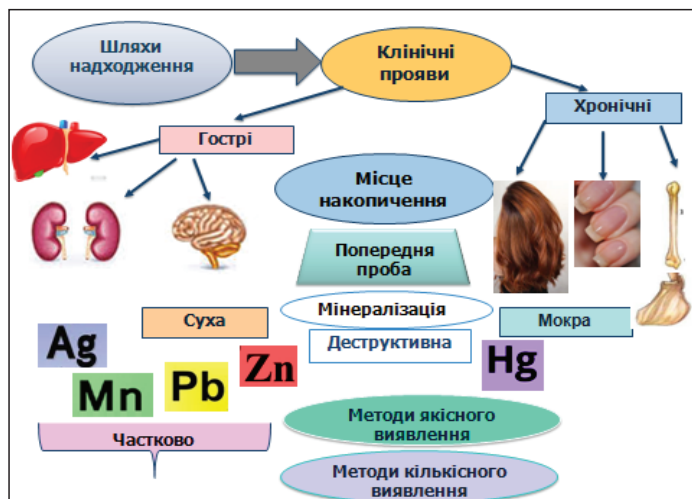 Шляхи
надходження
Клінічні
прояви
Гострі
Хронічні
Місце
накопичення
Попередня
проба
Мінералізація
Суха
Деструктивна
Мокра
Ag
Mn
Pb
Zn
Hg
Частково
Методи якісного
виявлення
Методи кількісного
виявлення